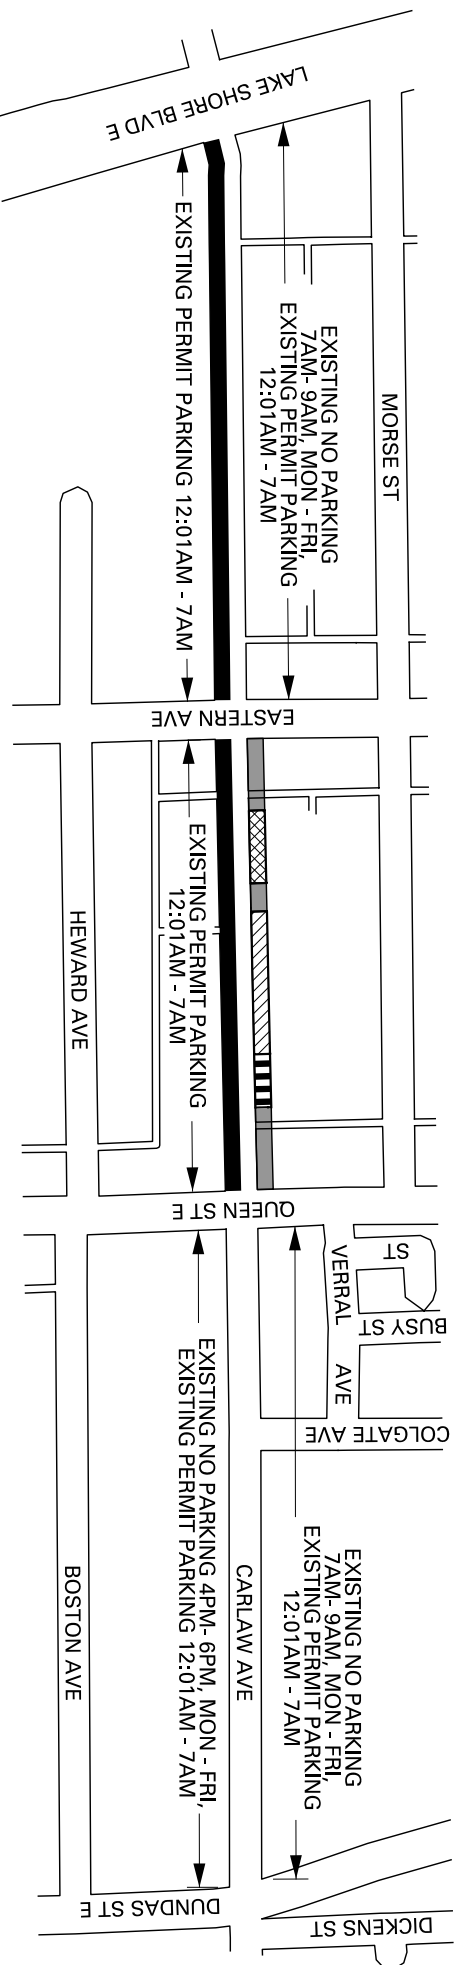 LAKE SHORE BLVD E
EXISTING PERMIT PARKING 12:01AM - 7AM
EXISTING NO PARKING
7AM- 9AM, MON - FRI,
EXISTING PERMIT PARKING
12:01AM - 7AM
MORSE ST
EASTERN AVE
EXISTING PERMIT PARKING
12:01AM - 7AM
HEWARD AVE
QUEEN ST E
VERRAL AVE
ST
BUSY ST
COLGATE AVE
EXISTING NO PARKING 4PM- 6PM, MON - FRI,
EXISTING PERMIT PARKING 12:01AM - 7AM
BOSTON AVE
CARLAW AVE
EXISTING NO PARKING
7AM- 9AM, MON - FRI,
EXISTING PERMIT PARKING
12:01AM - 7AM
DUNDAS ST E
DICKENS ST